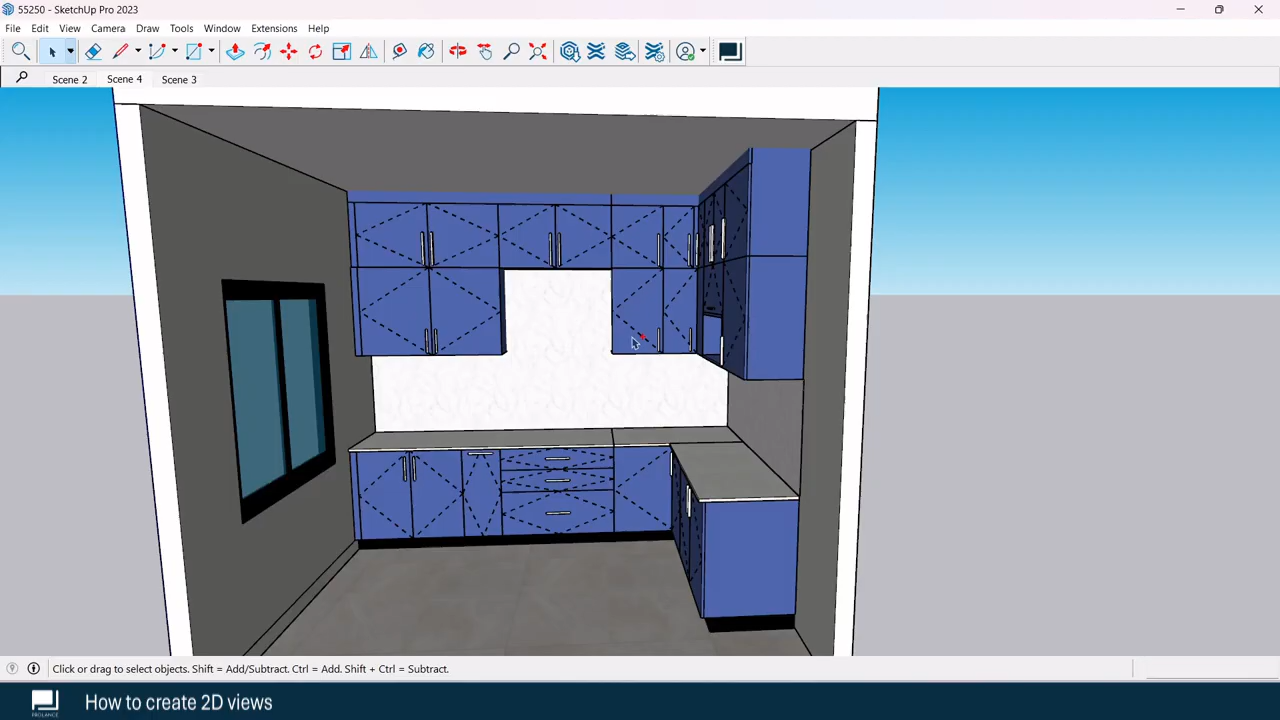 55250 - SketchUp Pro 2023
File Edit View Camera Draw Tools Window Extensions Help
Scene 2 Scene 4 Scene 3
Click or drag to select objects. Shift = Add/Subtract. Ctrl = Add. Shift + Ctrl = Subtract.
PROLANCE
How to create 2D views